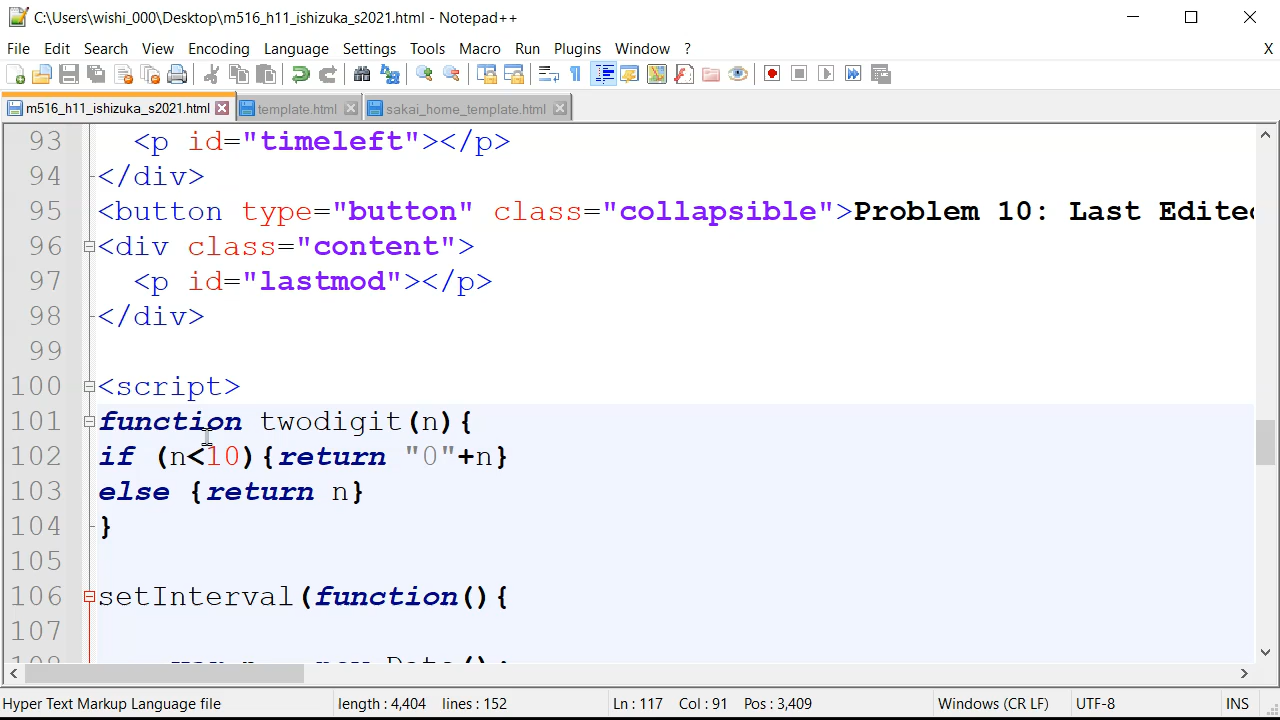 C:\Users\wishi_000\Desktop\m516_h11_ishizuka_s2021.html - Notepad++
File Edit Search View Encoding Language Settings Tools Macro Run Plugins Window ? X
m516_h11_ishizuka_s2021.html template.html sakai_home_template.html
93 <p id="timeleft"></p>
94 </div>
95 <button type="button" class="collapsible">Problem 10: Last Edited
96 <div class="content">
97 <p id="lastmod"></p>
98 </div>
99
100 <script>
101 function twodigit(n){
102 if (n<10){return "0"+n}
103 else {return n}
104 }
105
106 setInterval(function(){
107
108 var n = new Date();
Hyper Text Markup Language file length : 4,404 lines : 152 Ln : 117 Col : 91 Pos : 3,409 Windows (CR LF) UTF-8 INS